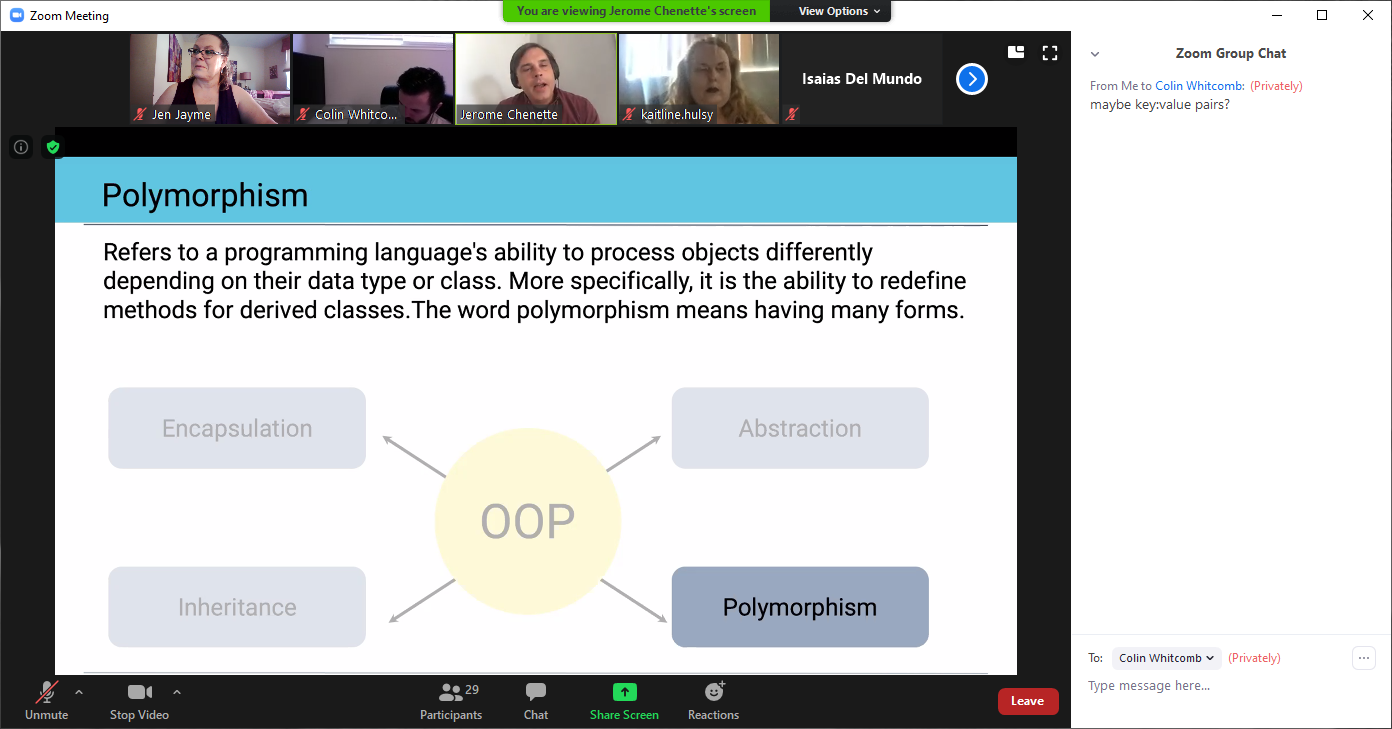 Zoom Meeting
You are viewing Jerome Chenette's screen
View Options
Jen Jayme
Colin Whitco...
Jerome Chenette
kaitline.hulsy
Isaias Del Mundo
Polymorphism
Refers to a programming language's ability to process objects differently
depending on their data type or class. More specifically, it is the ability to redefine
methods for derived classes.The word polymorphism means having many forms.
Encapsulation
Abstraction
OOP
Inheritance
Polymorphism
Unmute
Stop Video
29
Participants
Chat
Share Screen
Reactions
Leave
Zoom Group Chat
From Me to Colin Whitcomb: (Privately)
maybe key:value pairs?
To: Colin Whitcomb (Privately)
Type message here...